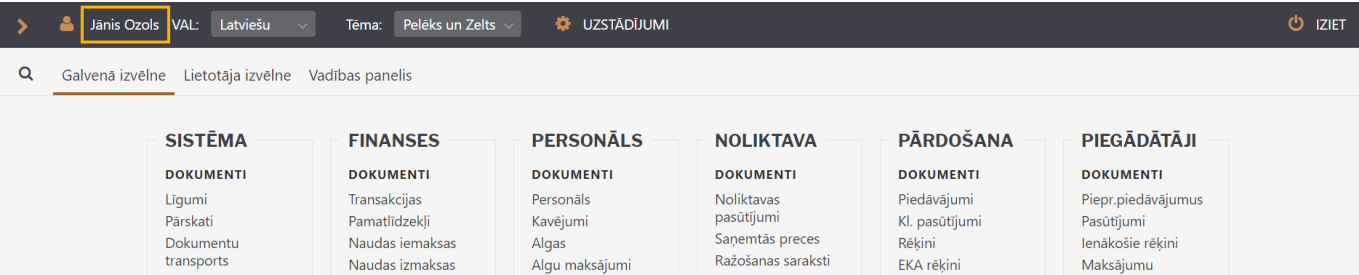 Jānis Ozols VAL: Latviešu Tēma: Pelēks un Zelts UZSTĀDĪJUMI IZIET
Galvenā izvēlne Lietotāja izvēlne Vadības panelis
SISTĒMA
DOKUMENTI
Līgumi
Pārskati
Dokumentu
transports
FINANSES
DOKUMENTI
Transakcijas
Pamatlīdzekļi
Naudas iemaksas
Naudas izmaksas
PERSONĀLS
DOKUMENTI
Personāls
Kavējumi
Algas
Algu maksājumi
NOLIKTAVA
DOKUMENTI
Noliktavas
pasūtījumi
Saņemtās preces
Ražošanas saraksti
PĀRDOŠANA
DOKUMENTI
Piedāvājumi
Kl. pasūtījumi
Rēķini
EKA rēķini
PIEGĀDĀTĀJI
DOKUMENTI
Piepr.piedāvājumus
Pasūtījumi
Ienākošie rēķini
Maksājumu